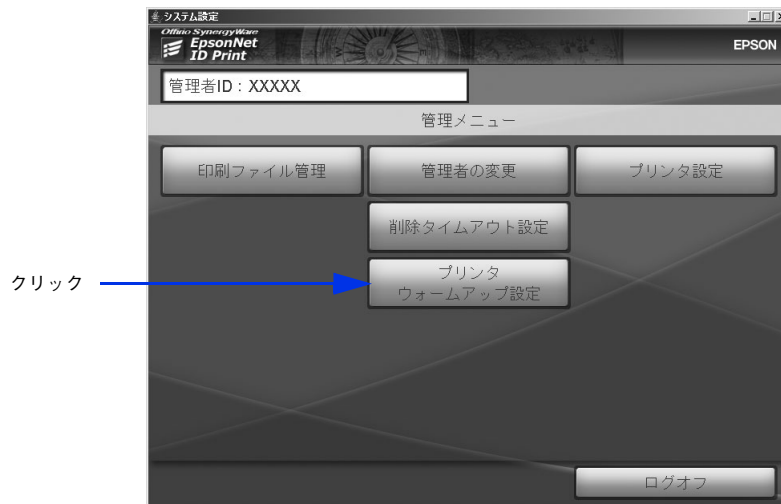 システム設定
Offirio SynergyWare
EpsonNet
ID Print
EPSON
管理者ID：XXXXX
管理メニュー
印刷ファイル管理
管理者の変更
プリンタ設定
削除タイムアウト設定
クリック
プリンタ
ウォームアップ設定
ログオフ